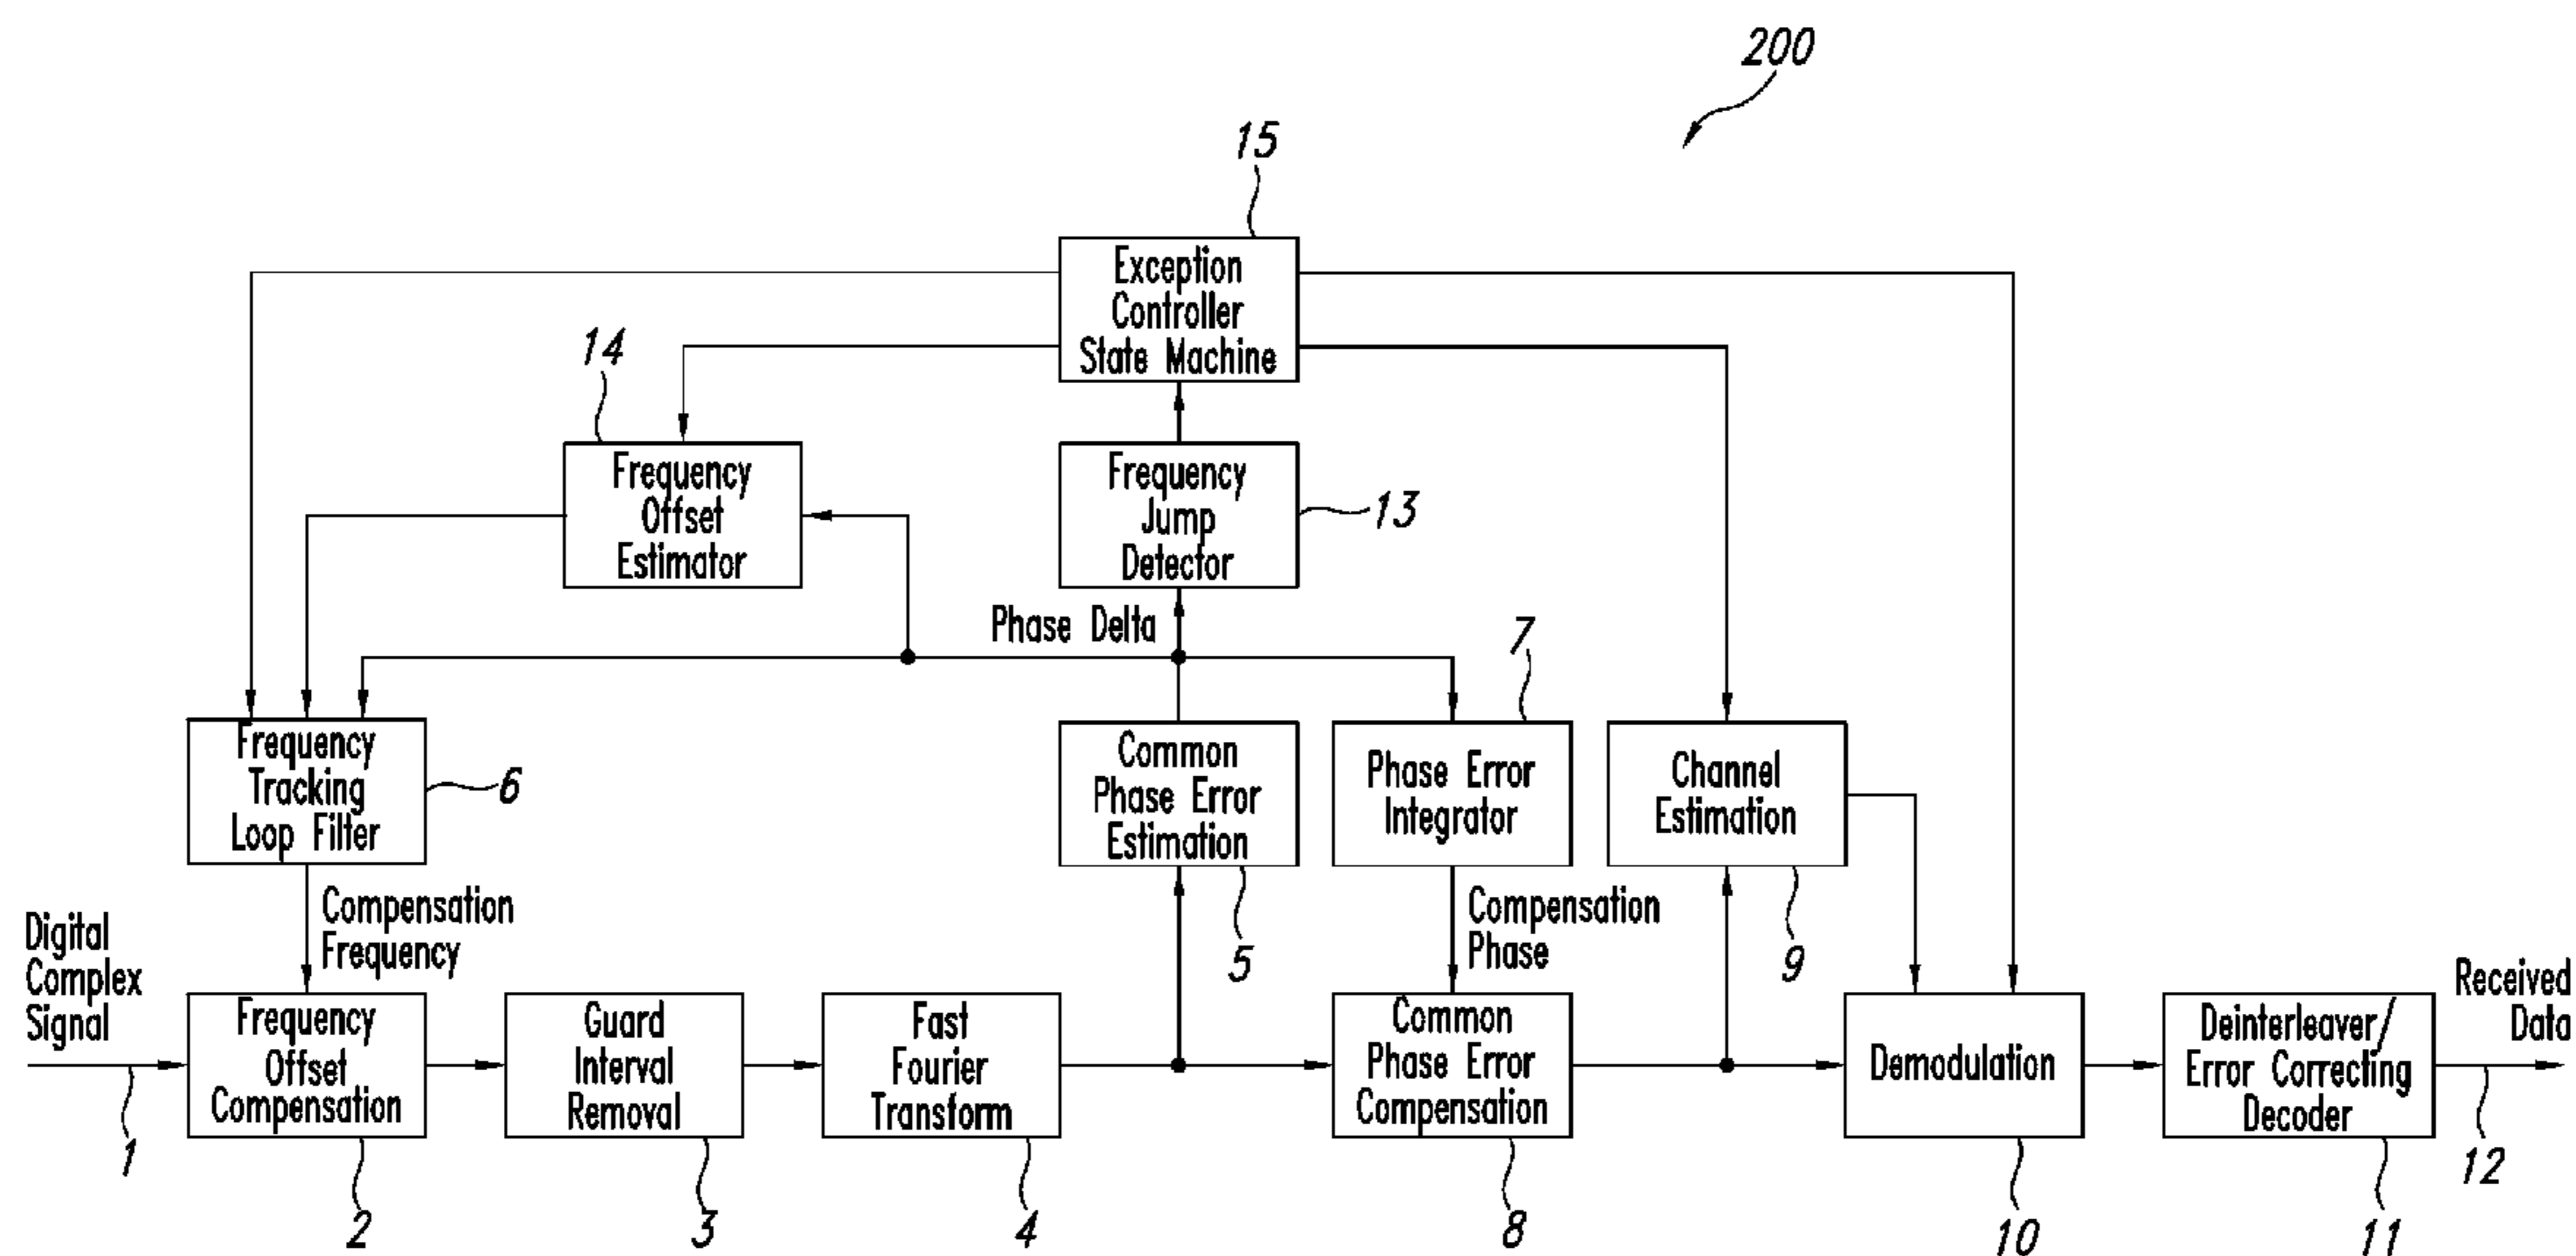 200
15
Exception
Controller
State Machine
14
Frequency
Offset
Estimator
Frequency
Jump
Detector
13
Phase Delta
7
Frequency
Tracking
Loop Filter
6
Common
Phase Error
Estimation
5
Phase Error
Integrator
Channel
Estimation
9
Compensation
Frequency
Compensation
Phase
Digital
Complex
Signal
1
Frequency
Offset
Compensation
2
Guard
Interval
Removal
3
Fast
Fourier
Transform
4
Common
Phase Error
Compensation
8
Demodulation
10
Deinterleaver/
Error Correcting
Decoder
11
Received
Data
12